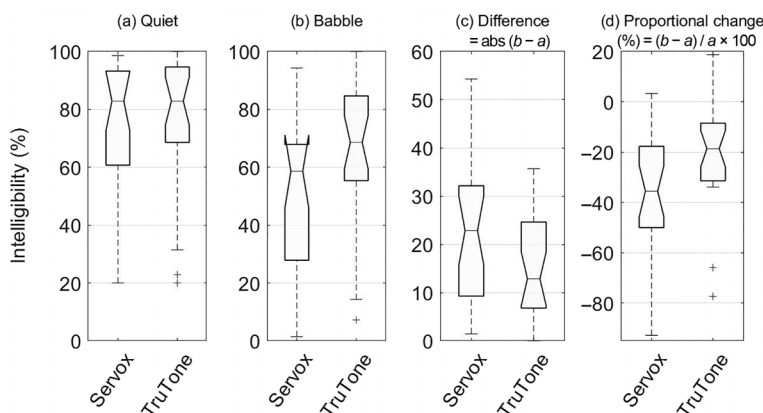 (a) Quiet
(b) Babble
(c) Difference
= abs (b – a)
(d) Proportional change
(%) = (b – a) / a × 100
Intelligibility (%)
100
80
60
40
20
0
Servox
TruTone
100
80
60
40
20
0
Servox
TruTone
60
50
40
30
20
10
0
Servox
TruTone
20
0
−20
−40
−60
−80
Servox
TruTone